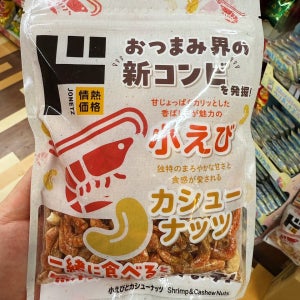 ド
JONETZ
情熱
価格
おつまみ界の
新コンビ
を発掘!
甘じょっぱくカリッとした
香ばしさが魅力の
小えび
独特のまろやかな甘さと
食感が愛される
カシュー
ナッツ
一緒に食べる
小えびとカシューナッツ Shrimp&Cashew Nuts